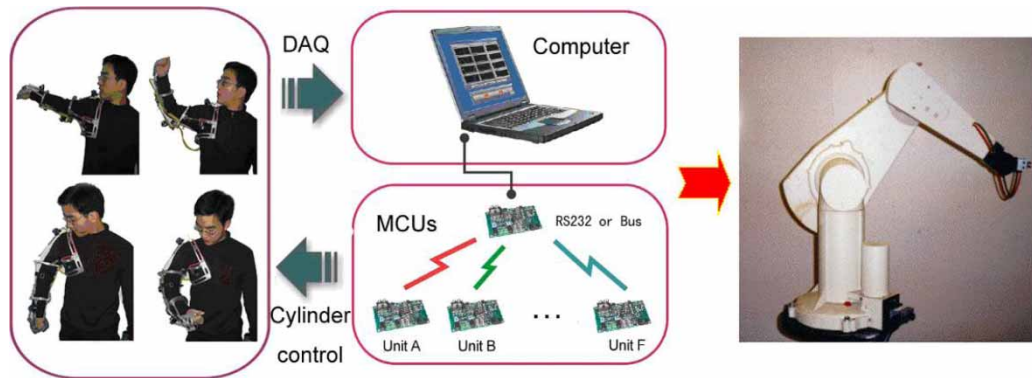 DAQ
Computer
MCUs
RS232 or Bus
Unit A
Unit B
...
Unit F
Cylinder
control